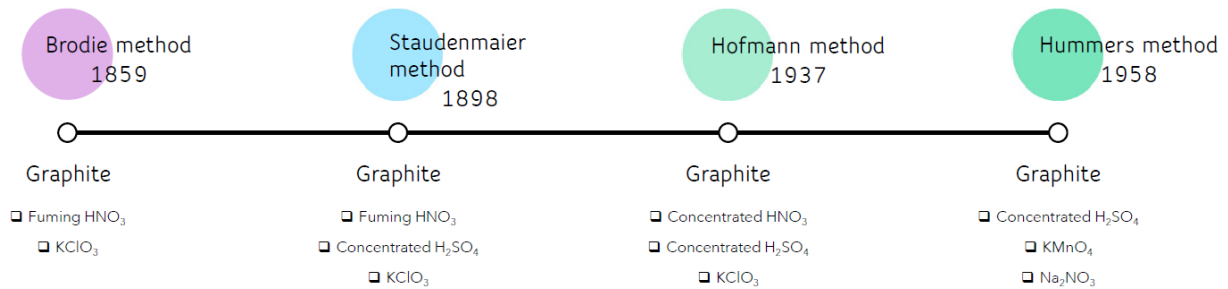 Brodie method
1859
Staudenmaier
method
1898
Hofmann method
1937
Hummers method
1958
Graphite
❑ Fuming HNO₃
❑ KClO₃
Graphite
❑ Fuming HNO₃
❑ Concentrated H₂SO₄
❑ KClO₃
Graphite
❑ Concentrated HNO₃
❑ Concentrated H₂SO₄
❑ KClO₃
Graphite
❑ Concentrated H₂SO₄
❑ KMnO₄
❑ Na₂NO₃